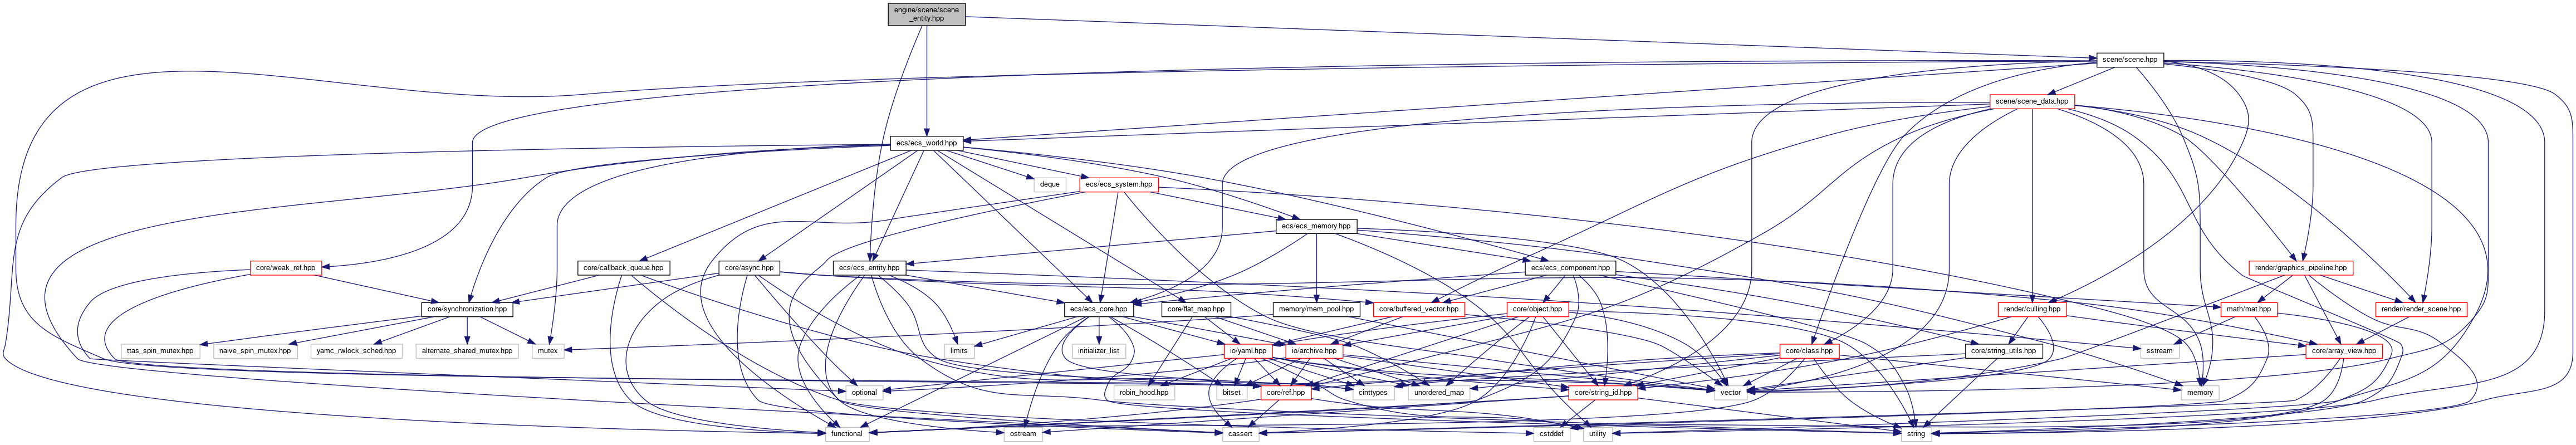 engine/scene/scene
_entity.hpp
scene/scene.hpp
scene/scene_data.hpp
ecs/ecs_world.hpp
deque
ecs/ecs_system.hpp
ecs/ecs_memory.hpp
core/weak_ref.hpp
core/callback_queue.hpp
core/async.hpp
ecs/ecs_entity.hpp
ecs/ecs_component.hpp
render/graphics_pipeline.hpp
core/synchronization.hpp
ecs/ecs_core.hpp
core/flat_map.hpp
memory/mem_pool.hpp
core/buffered_vector.hpp
core/object.hpp
render/culling.hpp
math/mat.hpp
render/render_scene.hpp
ttas_spin_mutex.hpp
naive_spin_mutex.hpp
yamc_rwlock_sched.hpp
alternate_shared_mutex.hpp
mutex
limits
initializer_list
io/yaml.hpp
io/archive.hpp
core/class.hpp
core/string_utils.hpp
sstream
core/array_view.hpp
optional
robin_hood.hpp
bitset
core/ref.hpp
cinttypes
unordered_map
core/string_id.hpp
vector
memory
functional
ostream
cassert
cstddef
utility
string